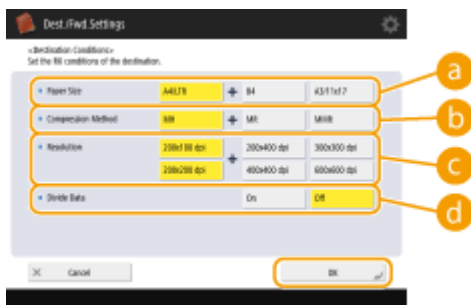 Dest./Fwd. Settings
<Destination Conditions>
Set the RX conditions of the destination.
Paper Size A4/LTR + B4 A3/11x17 a
Compression Method MH + MR MMR b
Resolution 200x100 dpi + 200x400 dpi 300x300 dpi c
200x200 dpi 400x400 dpi 600x600 dpi
Divide Data On Off d
Cancel OK